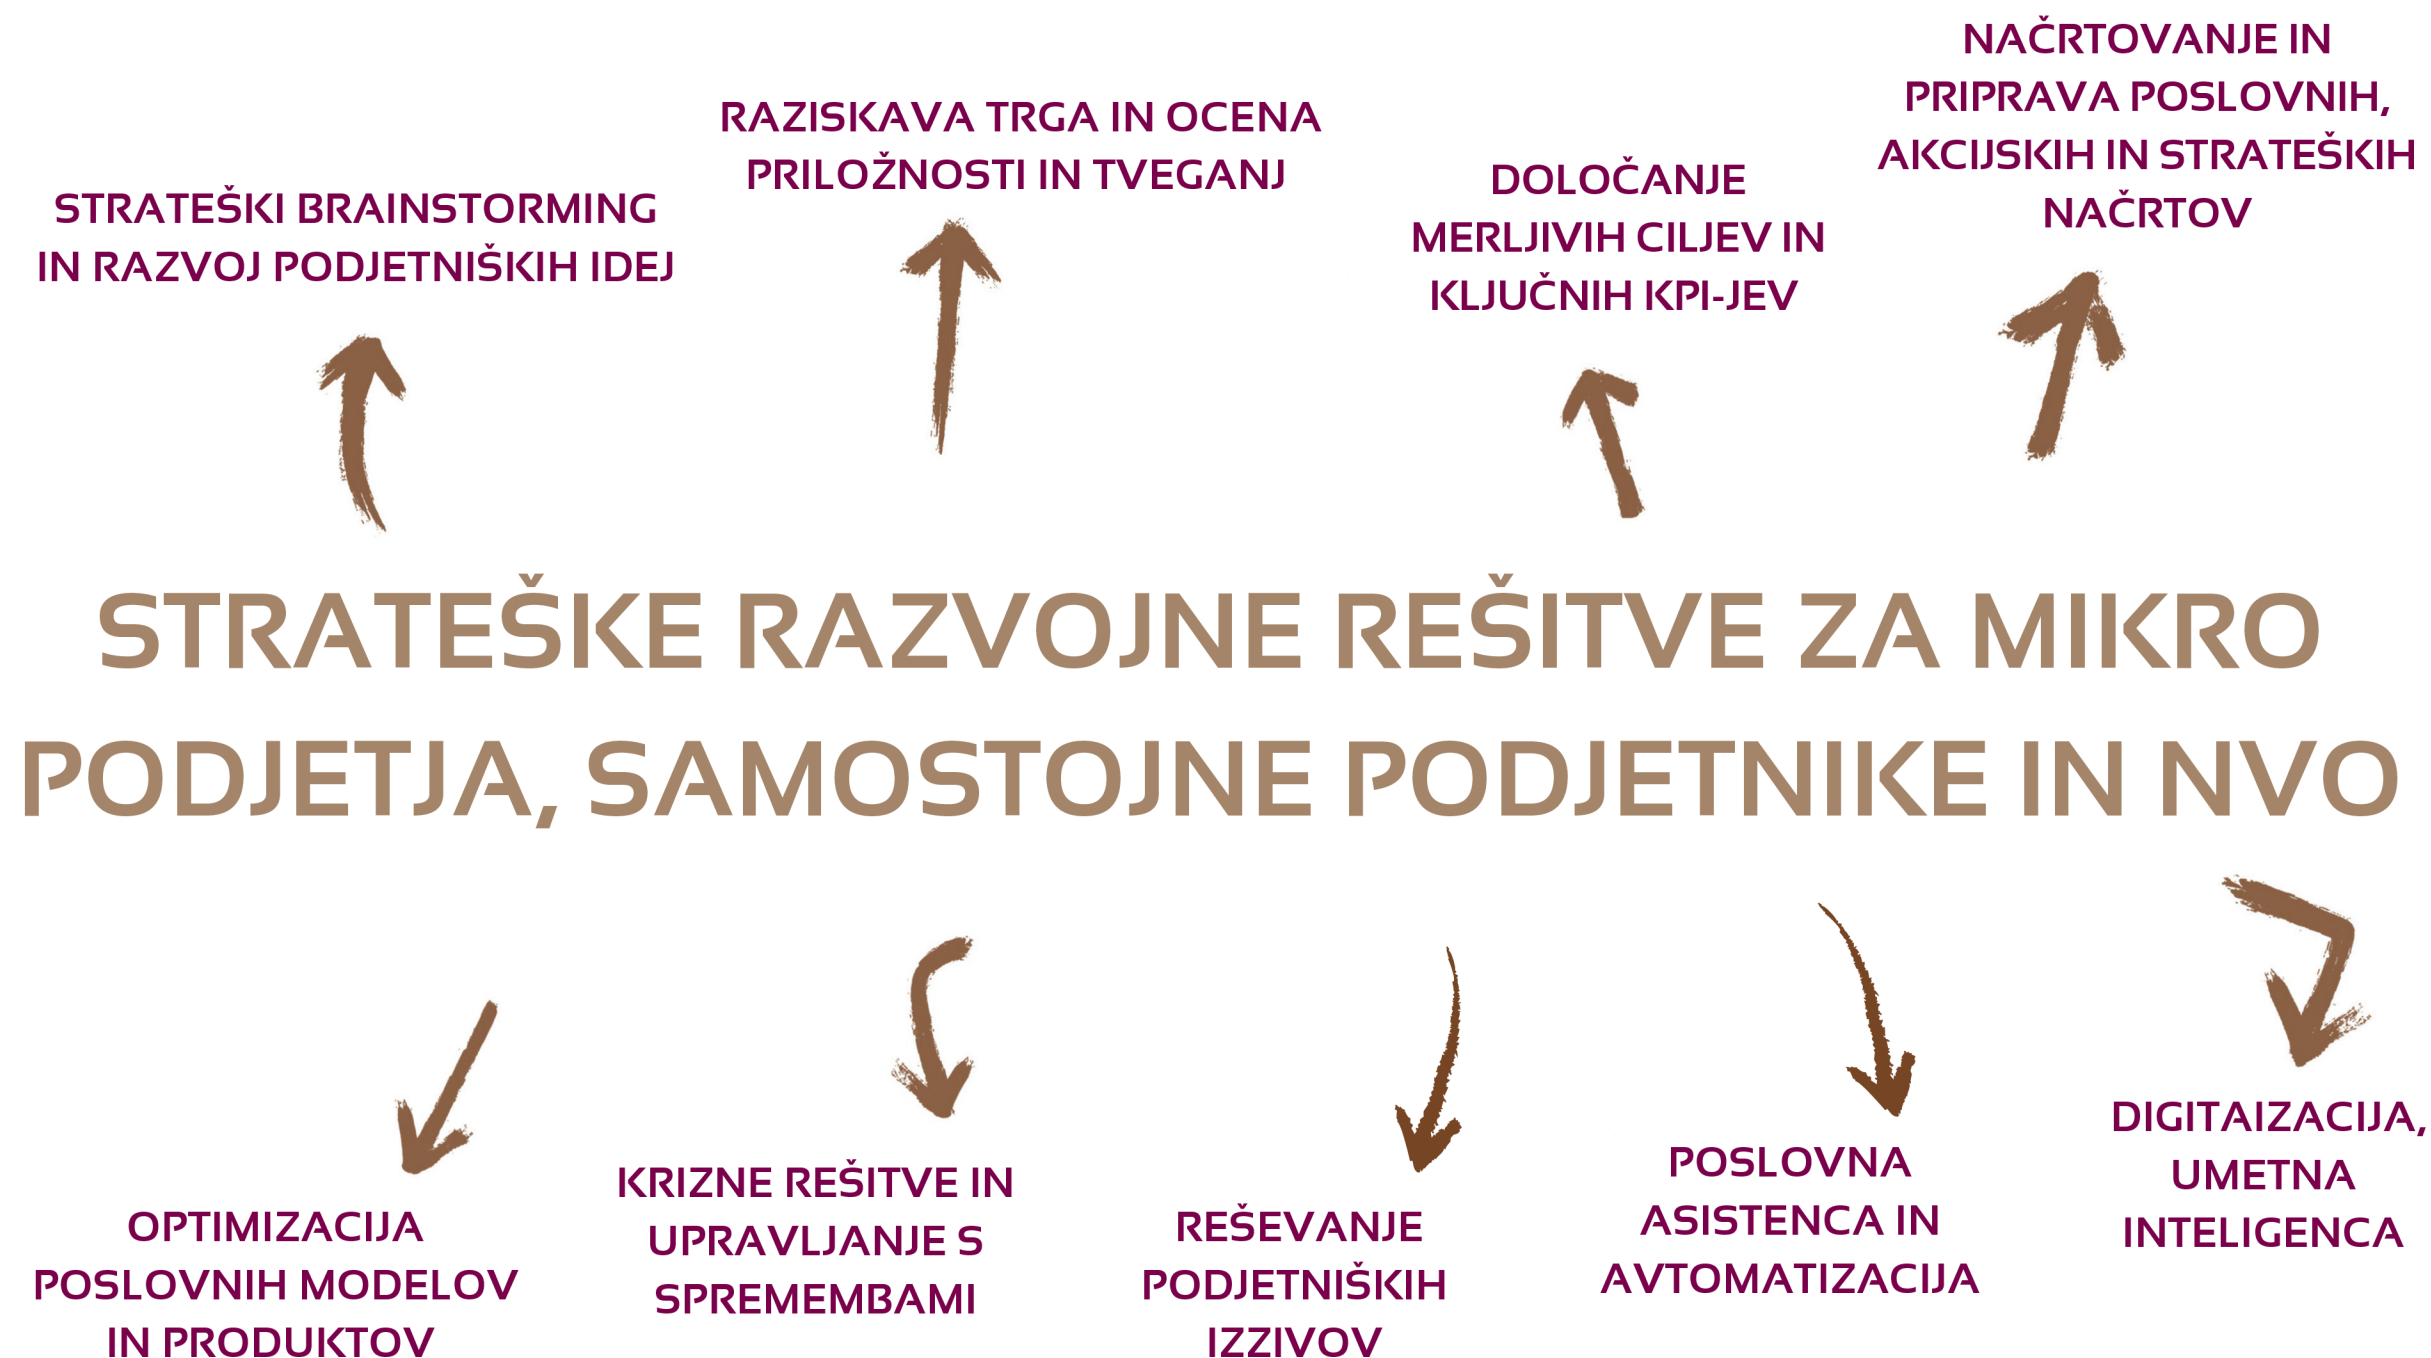 NAČRTOVANJE IN
PRIPRAVA POSLOVNIH,
AKCIJSKIH IN STRATEŠKIH
NAČRTOV
RAZISKAVA TRGA IN OCENA
PRILOŽNOSTI IN TVEGANJ
DOLOČANJE
MERLJIVIH CILJEV IN
KLJUČNIH KPI-JEV
STRATEŠKI BRAINSTORMING
IN RAZVOJ PODJETNIŠKIH IDEJ
STRATEŠKE RAZVOJNE REŠITVE ZA MIKRO
PODJETJA, SAMOSTOJNE PODJETNIKE IN NVO
OPTIMIZACIJA
POSLOVNIH MODELOV
IN PRODUKTOV
KRIZNE REŠITVE IN
UPRAVLJANJE S
SPREMEMBAMI
REŠEVANJE
PODJETNIŠKIH
IZZIVOV
POSLOVNA
ASISTENCA IN
AVTOMATIZACIJA
DIGITAIZACIJA,
UMETNA
INTELIGENCA